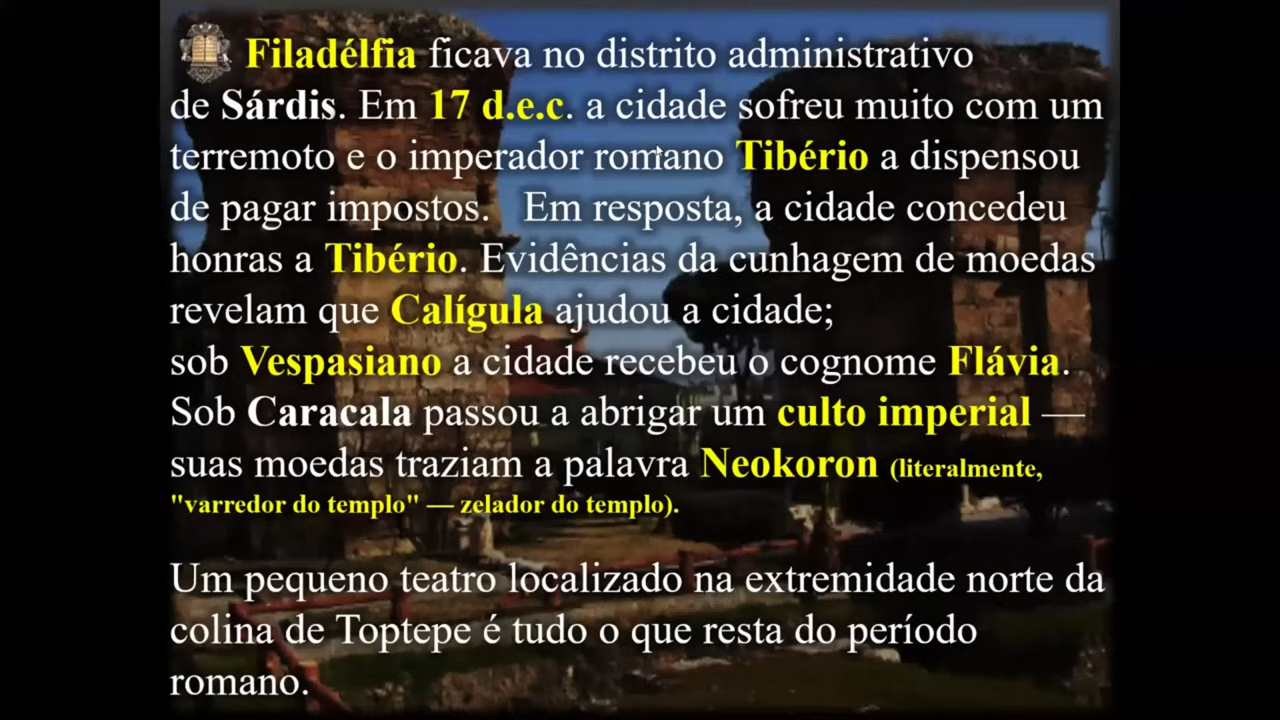 Filadélfia ficava no distrito administrativo
de Sárdis. Em 17 d.e.c. a cidade sofreu muito com um
terremoto e o imperador romano Tibério a dispensou
de pagar impostos. Em resposta, a cidade concedeu
honras a Tibério. Evidências da cunhagem de moedas
revelam que Calígula ajudou a cidade;
sob Vespasiano a cidade recebeu o cognome Flávia.
Sob Caracala passou a abrigar um culto imperial —
suas moedas traziam a palavra Neokoron (literalmente,
"varredor do templo" — zelador do templo).
Um pequeno teatro localizado na extremidade norte da
colina de Toptepe é tudo o que resta do período
romano.